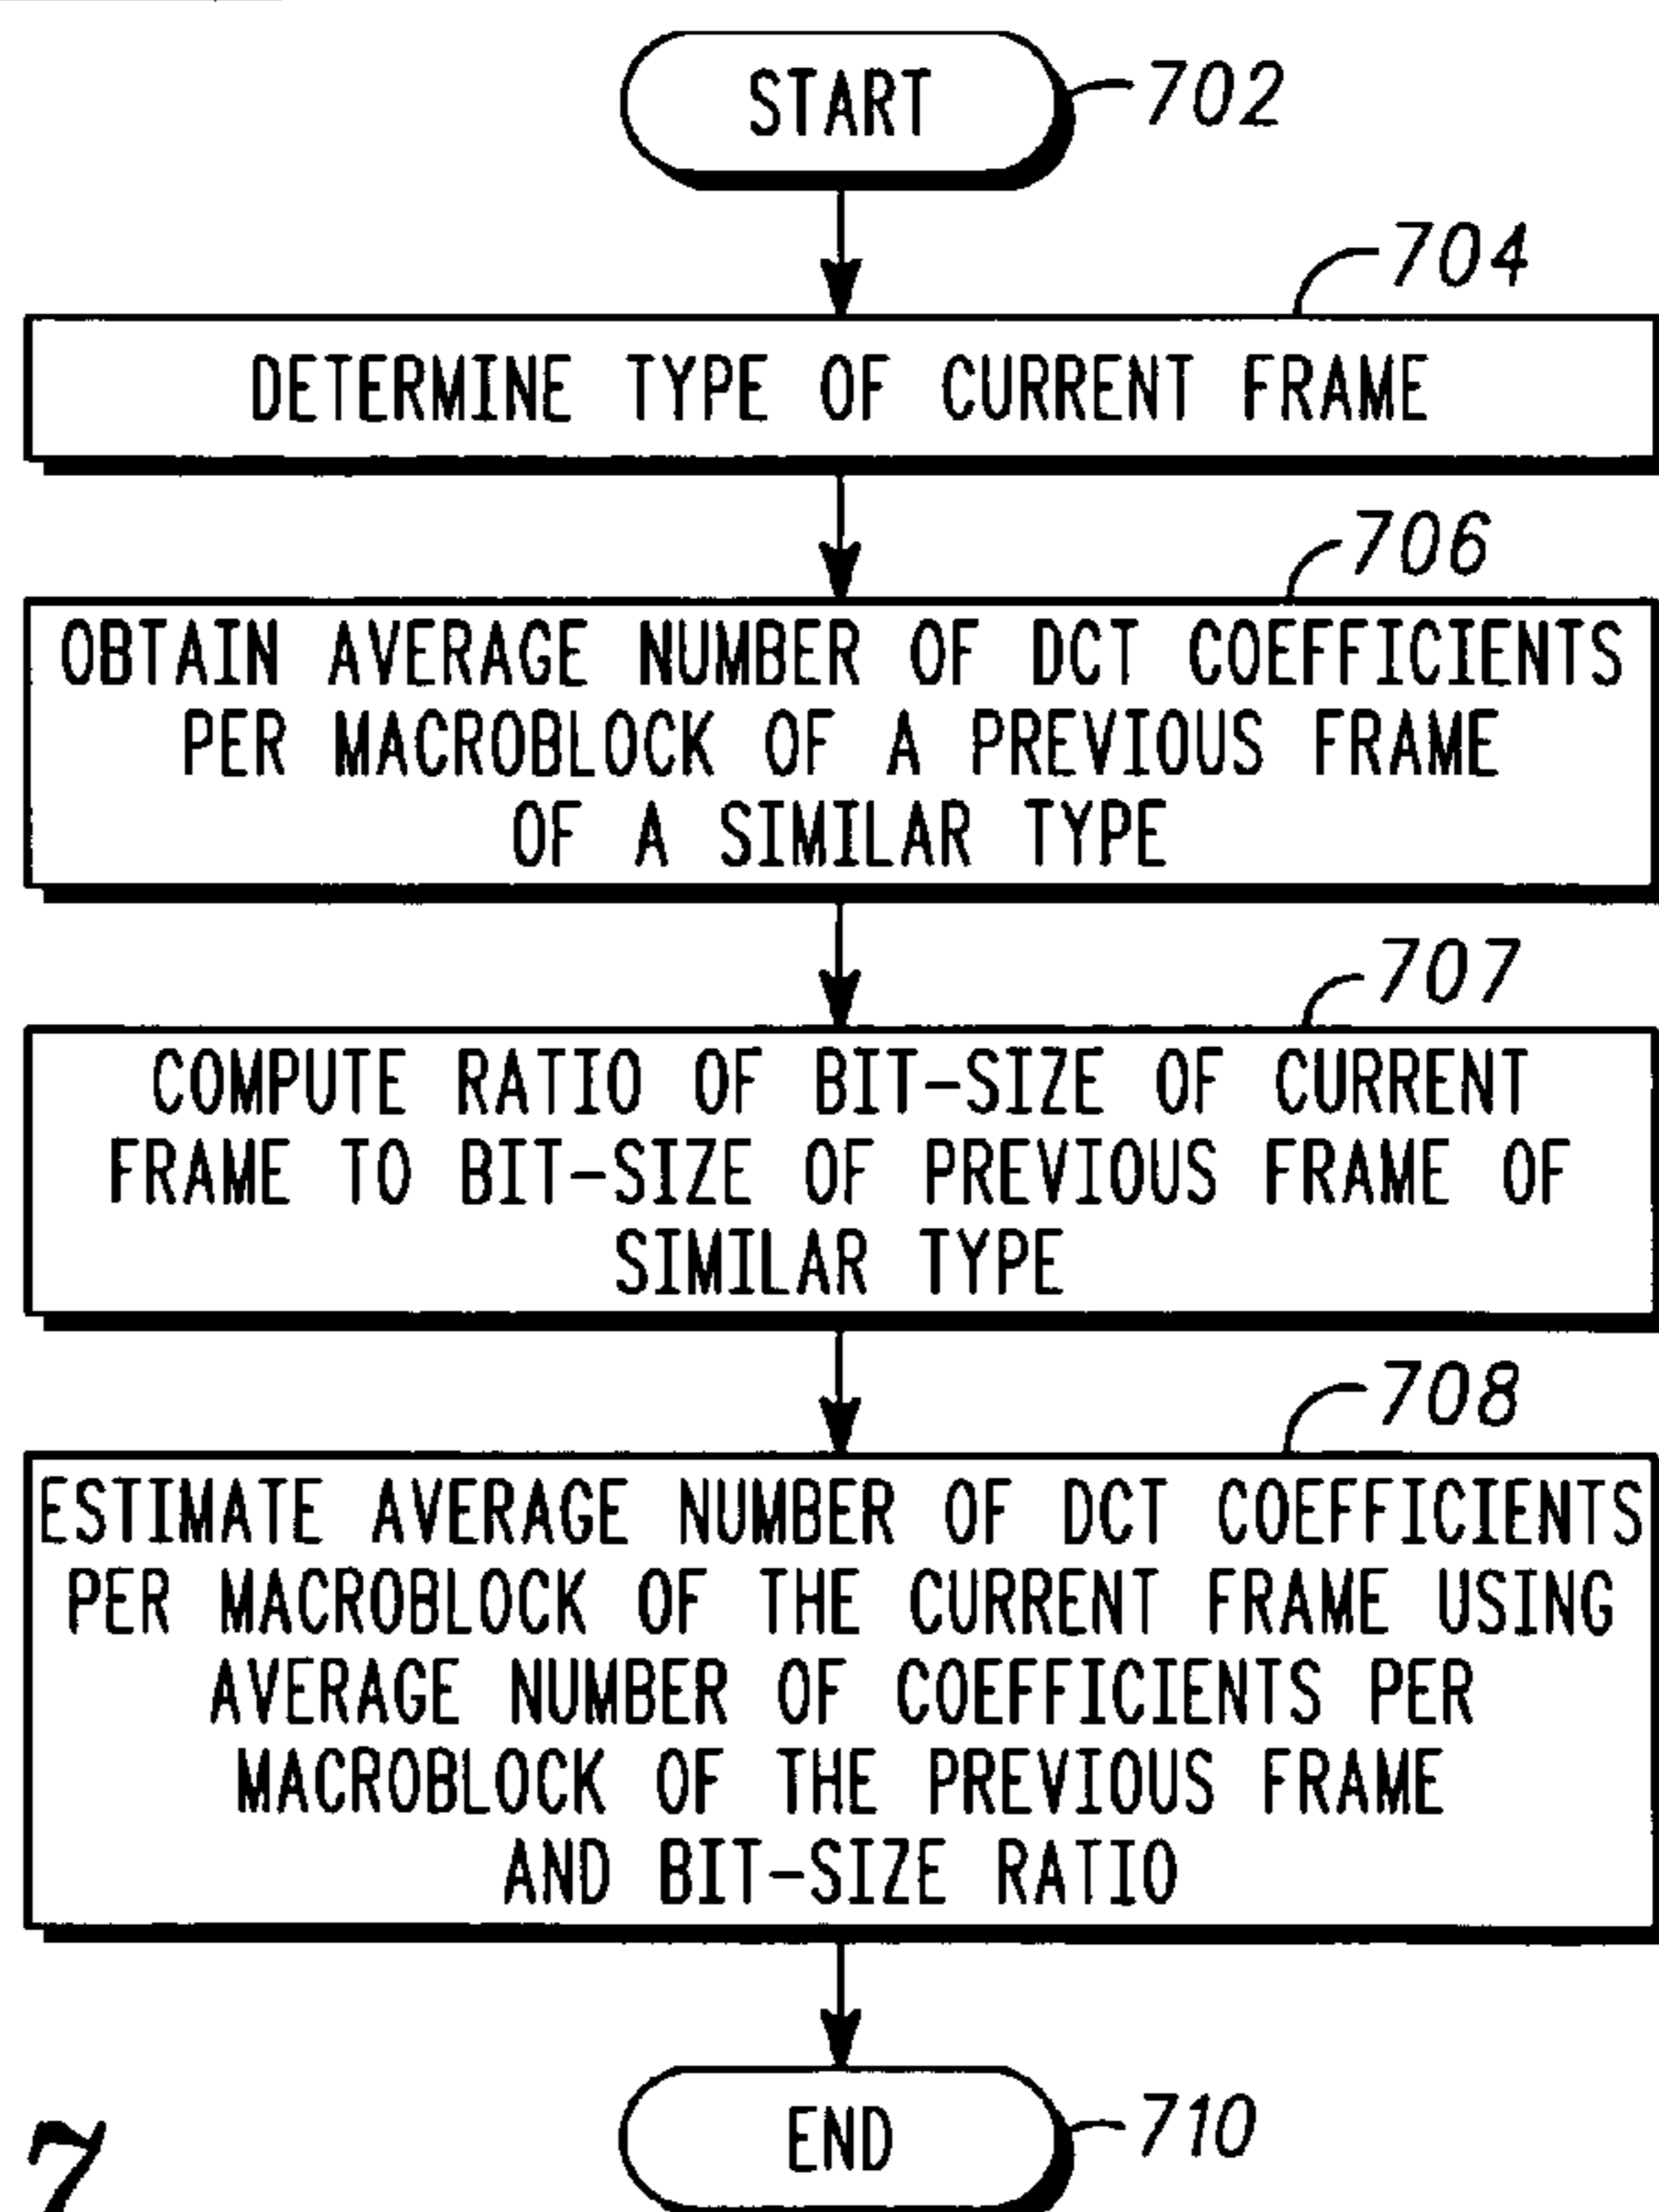 START
702
704
DETERMINE TYPE OF CURRENT FRAME
706
OBTAIN AVERAGE NUMBER OF DCT COEFFICIENTS
PER MACROBLOCK OF A PREVIOUS FRAME
OF A SIMILAR TYPE
707
COMPUTE RATIO OF BIT-SIZE OF CURRENT
FRAME TO BIT-SIZE OF PREVIOUS FRAME OF
SIMILAR TYPE
708
ESTIMATE AVERAGE NUMBER OF DCT COEFFICIENTS
PER MACROBLOCK OF THE CURRENT FRAME USING
AVERAGE NUMBER OF COEFFICIENTS PER
MACROBLOCK OF THE PREVIOUS FRAME
AND BIT-SIZE RATIO
END
710
7